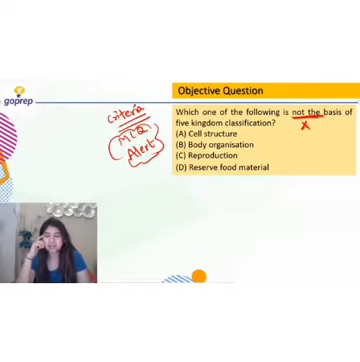 goprep
Criteria
MCQ
Alert
Objective Question
Which one of the following is not the basis of
five kingdom classification?
X
(A) Cell structure
(B) Body organisation
(C) Reproduction
(D) Reserve food material